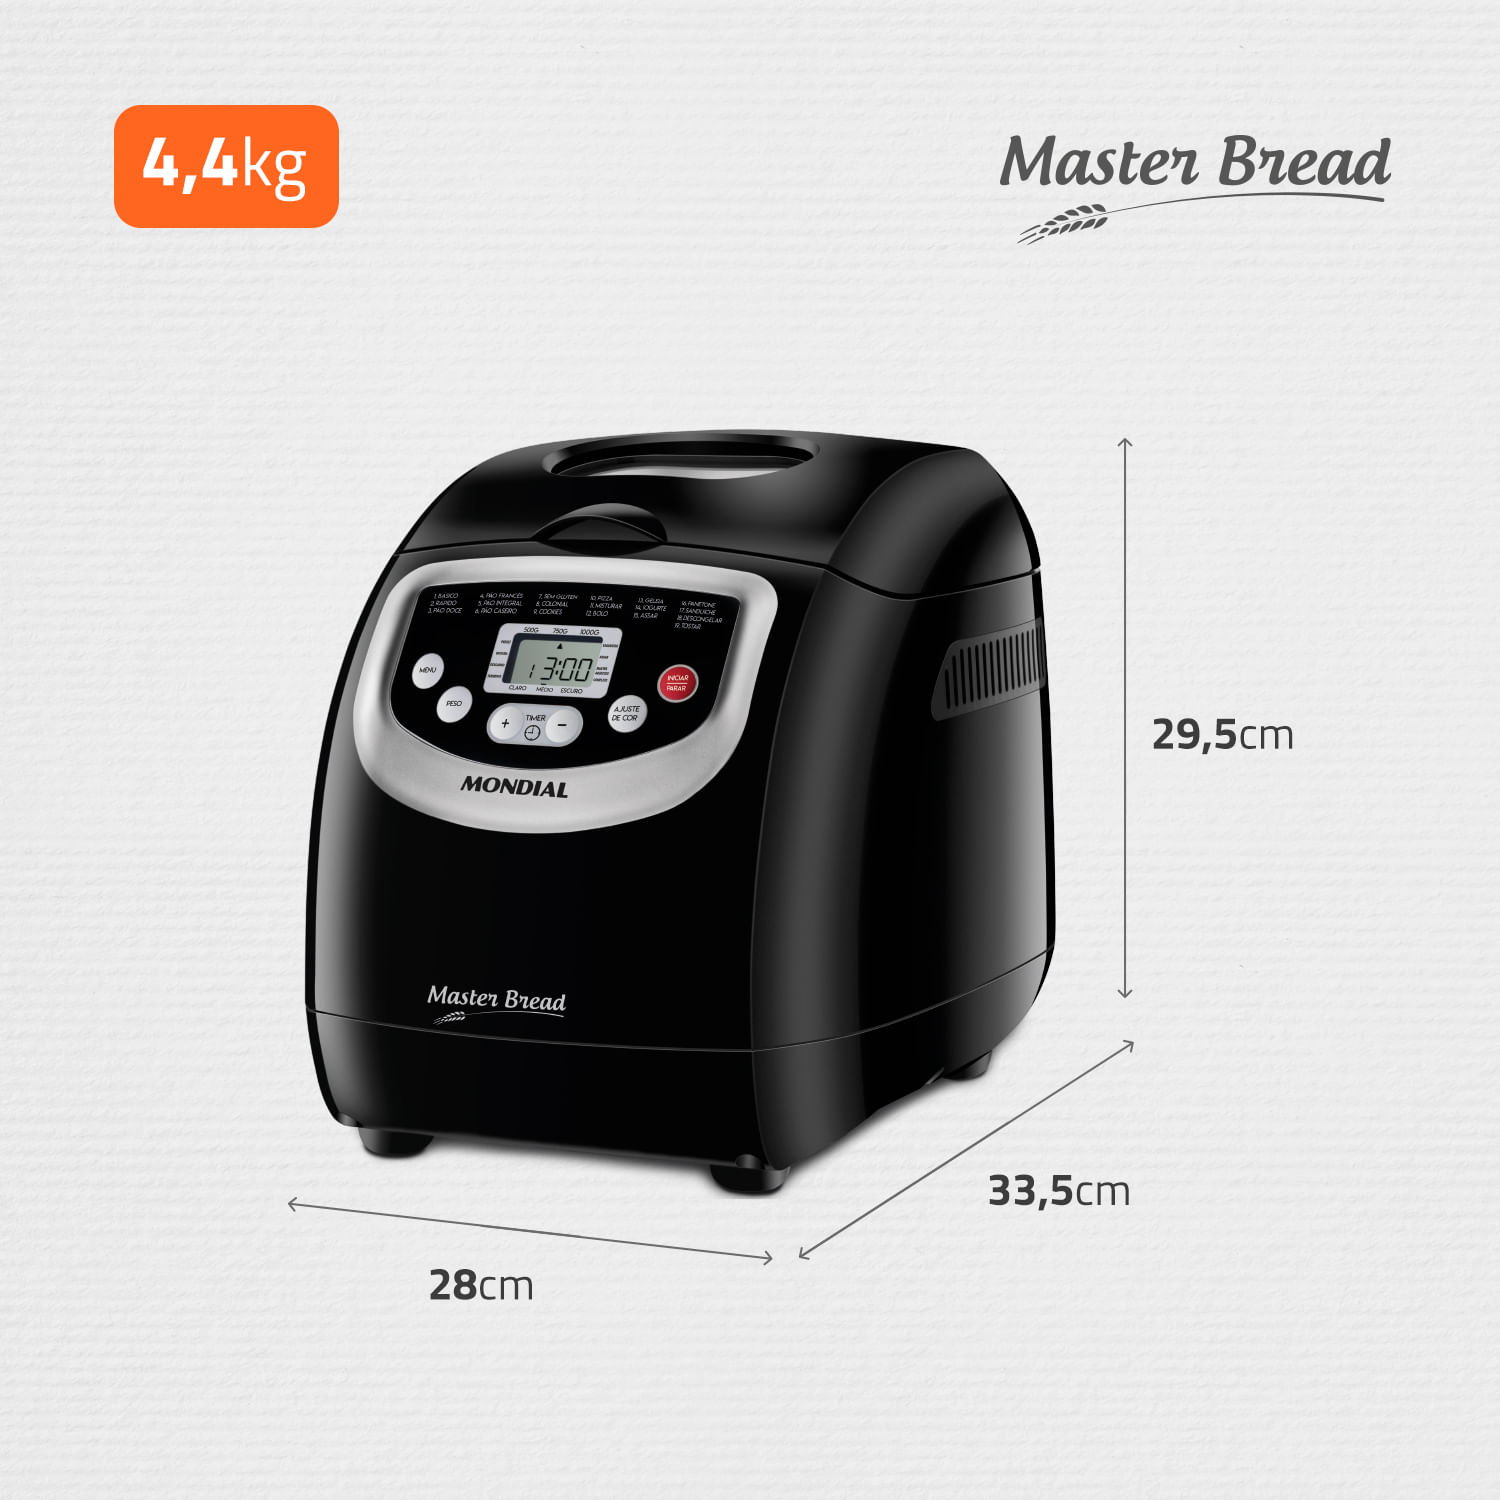 4,4kg
Master Bread
1. BÁSICO
2. RÁPIDO
3. PÃO DOCE
4. PÃO FRANCÊS
5. PÃO INTEGRAL
6. PÃO CASEIRO
7. SEM GLÚTEN
8. COLONIAL
9. COOKIES
10. PIZZA
11. MISTURAR
12. BOLO
13. GELEIA
14. IOGURTE
15. ASSAR
16. PANETONE
17. SANDUÍCHE
18. DESCONGELAR
19. TOSTAR
500G 750G 1000G
1 3:00
CLARO MÉDIO ESCURO
MENU
PESO
+ TIMER −
AJUSTE
DE COR
INICIAR
PARAR
MONDIAL
Master Bread
29,5cm
33,5cm
28cm